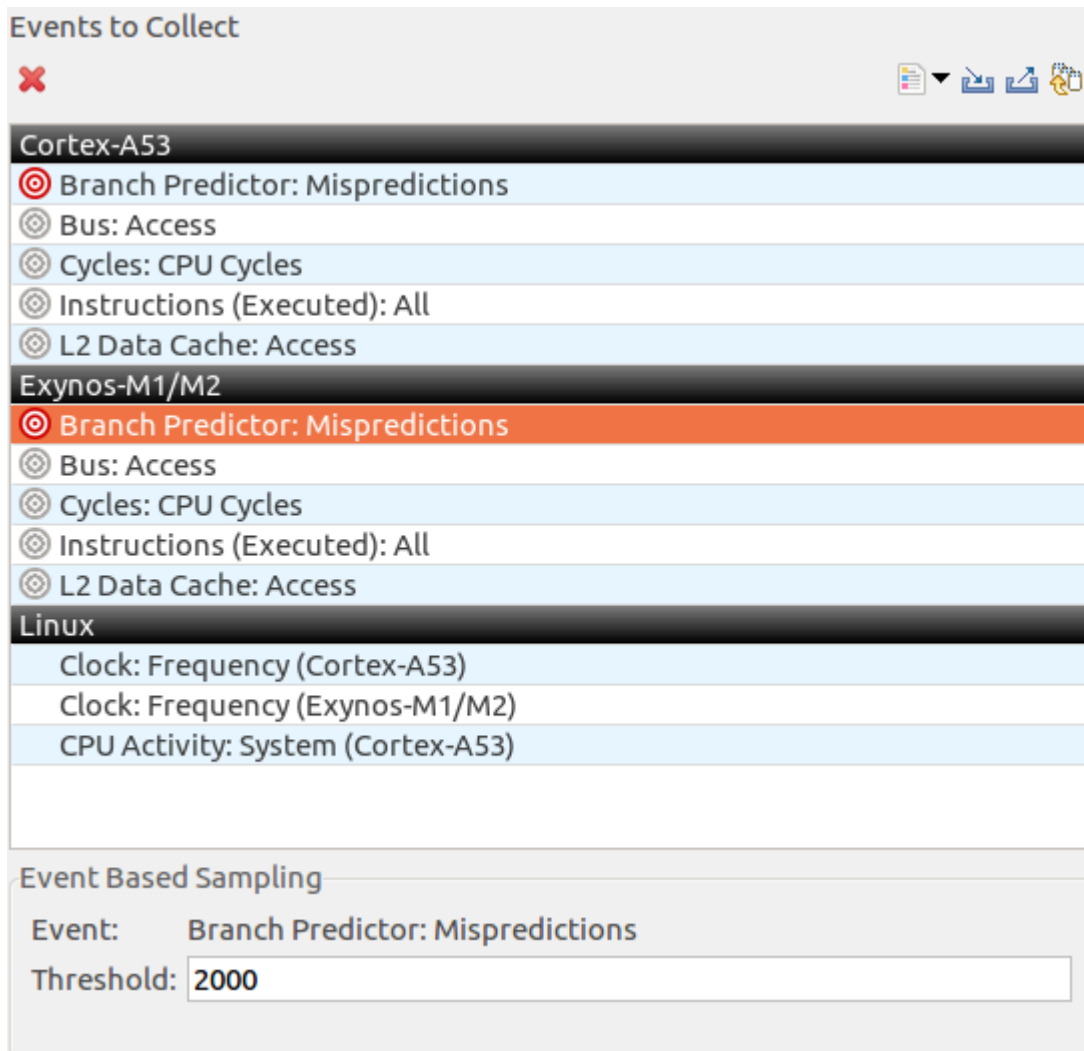 Events to Collect
Cortex-A53
Branch Predictor: Mispredictions
Bus: Access
Cycles: CPU Cycles
Instructions (Executed): All
L2 Data Cache: Access
Exynos-M1/M2
Branch Predictor: Mispredictions
Bus: Access
Cycles: CPU Cycles
Instructions (Executed): All
L2 Data Cache: Access
Linux
Clock: Frequency (Cortex-A53)
Clock: Frequency (Exynos-M1/M2)
CPU Activity: System (Cortex-A53)
Event Based Sampling
Event: Branch Predictor: Mispredictions
Threshold: 2000